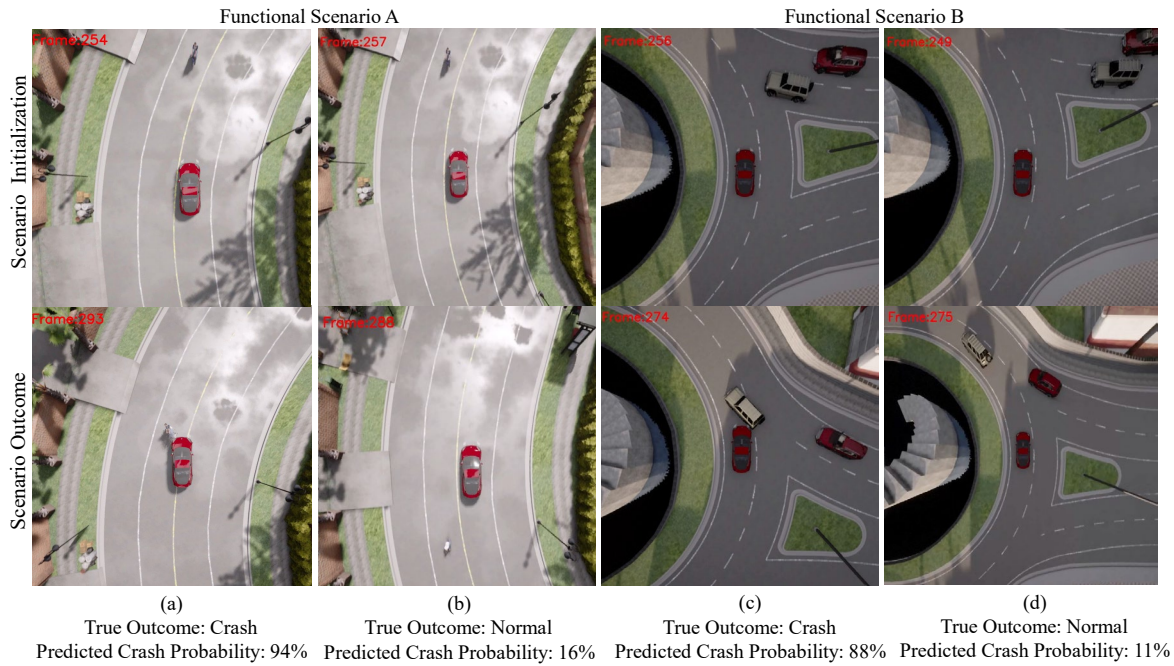 Functional Scenario A
Functional Scenario B
Scenario Initialization
Frame:254
Frame:257
Frame:256
Frame:249
Scenario Outcome
Frame:293
Frame:288
Frame:274
Frame:275
(a)
True Outcome: Crash
Predicted Crash Probability: 94%
(b)
True Outcome: Normal
Predicted Crash Probability: 16%
(c)
True Outcome: Crash
Predicted Crash Probability: 88%
(d)
True Outcome: Normal
Predicted Crash Probability: 11%